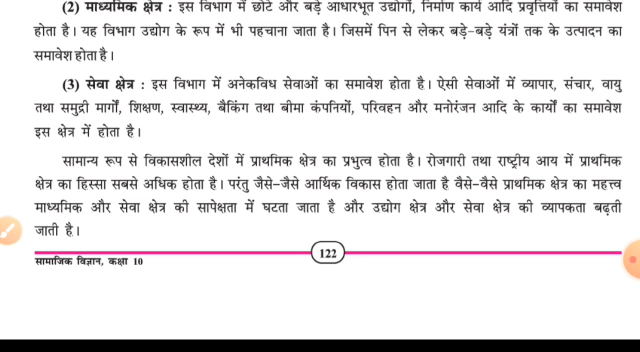 (2) माध्यमिक क्षेत्र : इस विभाग में छोटे और बड़े आधारभूत उद्योगों, निर्माण कार्य आदि प्रवृत्तियों का समावेश
होता है। यह विभाग उद्योग के रूप में भी पहचाना जाता है। जिसमें पिन से लेकर बड़े-बड़े यंत्रों तक के उत्पादन का
समावेश होता है।
(3) सेवा क्षेत्र : इस विभाग में अनेकविध सेवाओं का समावेश होता है। ऐसी सेवाओं में व्यापार, संचार, वायु
तथा समुद्री मार्गों, शिक्षण, स्वास्थ्य, बैकिंग तथा बीमा कंपनियों, परिवहन और मनोरंजन आदि के कार्यों का समावेश
इस क्षेत्र में होता है।
सामान्य रूप से विकासशील देशों में प्राथमिक क्षेत्र का प्रभुत्व होता है। रोजगारी तथा राष्ट्रीय आय में प्राथमिक
क्षेत्र का हिस्सा सबसे अधिक होता है। परंतु जैसे-जैसे आर्थिक विकास होता जाता है वैसे-वैसे प्राथमिक क्षेत्र का महत्त्व
माध्यमिक और सेवा क्षेत्र की सापेक्षता में घटता जाता है और उद्योग क्षेत्र और सेवा क्षेत्र की व्यापकता बढ़ती
जाती है।
122
सामाजिक विज्ञान, कक्षा 10